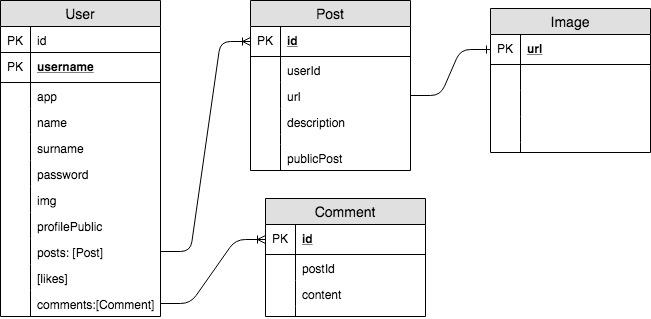 User
PK id
PK username
app
name
surname
password
img
profilePublic
posts: [Post]
[likes]
comments:[Comment]
Post
PK id
userId
url
description
publicPost
Image
PK url
Comment
PK id
postId
content